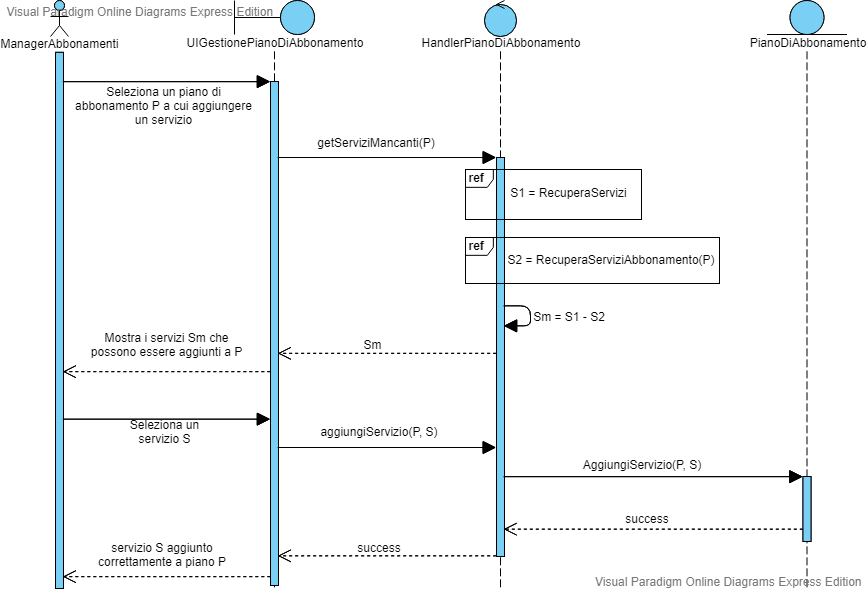 Visual Paradigm Online Diagrams Express Edition
ManagerAbbonamenti
UIGestionePianoDiAbbonamento
HandlerPianoDiAbbonamento
PianoDiAbbonamento
Seleziona un piano di
abbonamento P a cui aggiungere
un servizio
getServiziMancanti(P)
ref
S1 = RecuperaServizi
ref
S2 = RecuperaServiziAbbonamento(P)
Sm = S1 - S2
Mostra i servizi Sm che
possono essere aggiunti a P
Sm
Seleziona un
servizio S
aggiungiServizio(P, S)
AggiungiServizio(P, S)
success
success
servizio S aggiunto
correttamente a piano P
Visual Paradigm Online Diagrams Express Edition